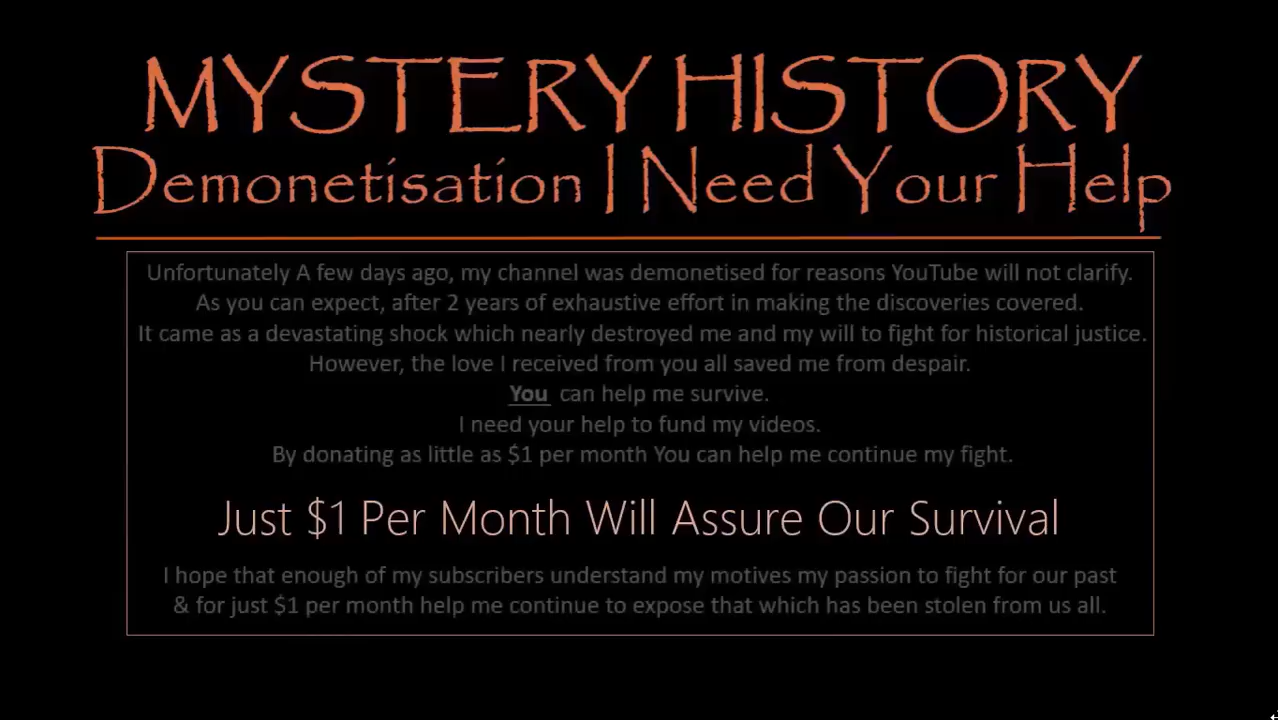 MYSTERY HISTORY
Demonetisation I Need Your Help
Unfortunately A few days ago, my channel was demonetised for reasons YouTube will not clarify.
As you can expect, after 2 years of exhaustive effort in making the discoveries covered.
It came as a devastating shock which nearly destroyed me and my will to fight for historical justice.
However, the love I received from you all saved me from despair.
You can help me survive.
I need your help to fund my videos.
By donating as little as $1 per month You can help me continue my fight.
Just $1 Per Month Will Assure Our Survival
I hope that enough of my subscribers understand my motives my passion to fight for our past
& for just $1 per month help me continue to expose that which has been stolen from us all.